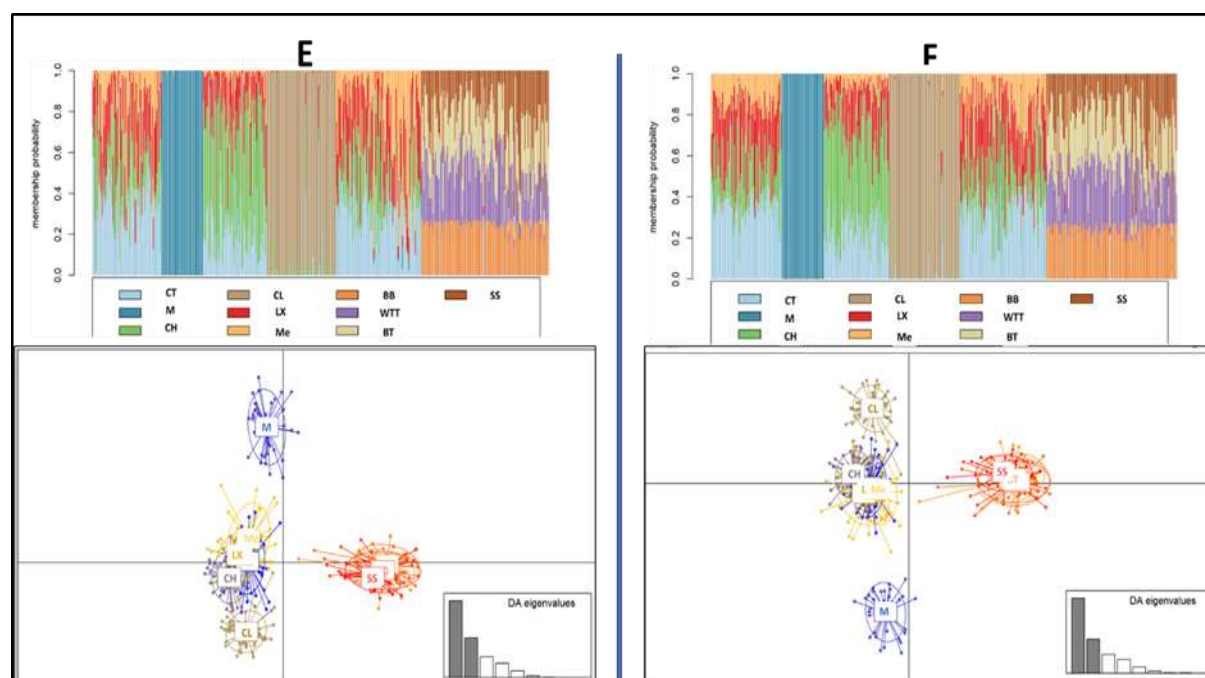 E
membership probability
1.0
0.8
0.6
0.4
0.2
0.0
CT CL BB SS
M LX WTT
CH Me BT
M
Me
LX
CH
CL
SS
DA eigenvalues
F
membership probability
1.0
0.8
0.6
0.4
0.2
0.0
CT CL BB SS
M LX WTT
CH Me BT
CL
CH
L Me
SS
M
DA eigenvalues